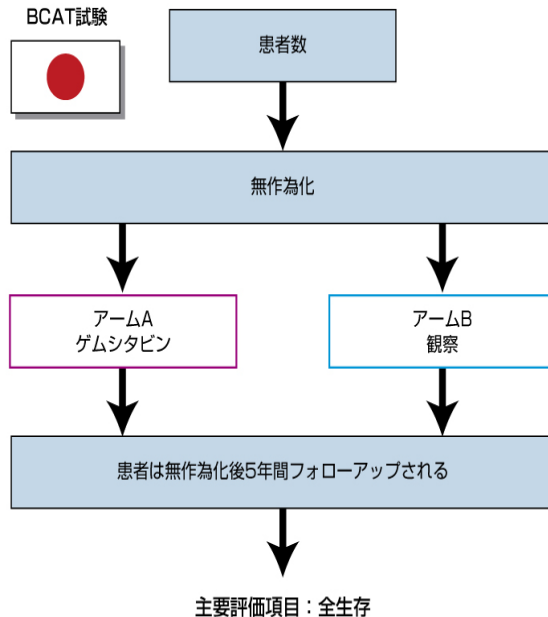 BCAT試験
患者数
無作為化
アームA
ゲムシタビン
アームB
観察
患者は無作為化後5年間フォローアップされる
主要評価項目：全生存